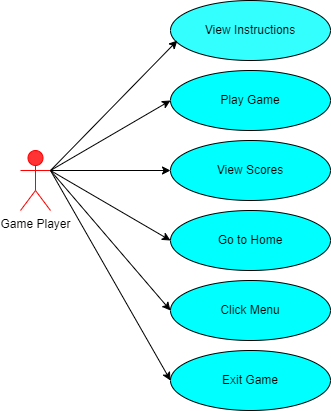 View Instructions
Play Game
View Scores
Game Player
Go to Home
Click Menu
Exit Game